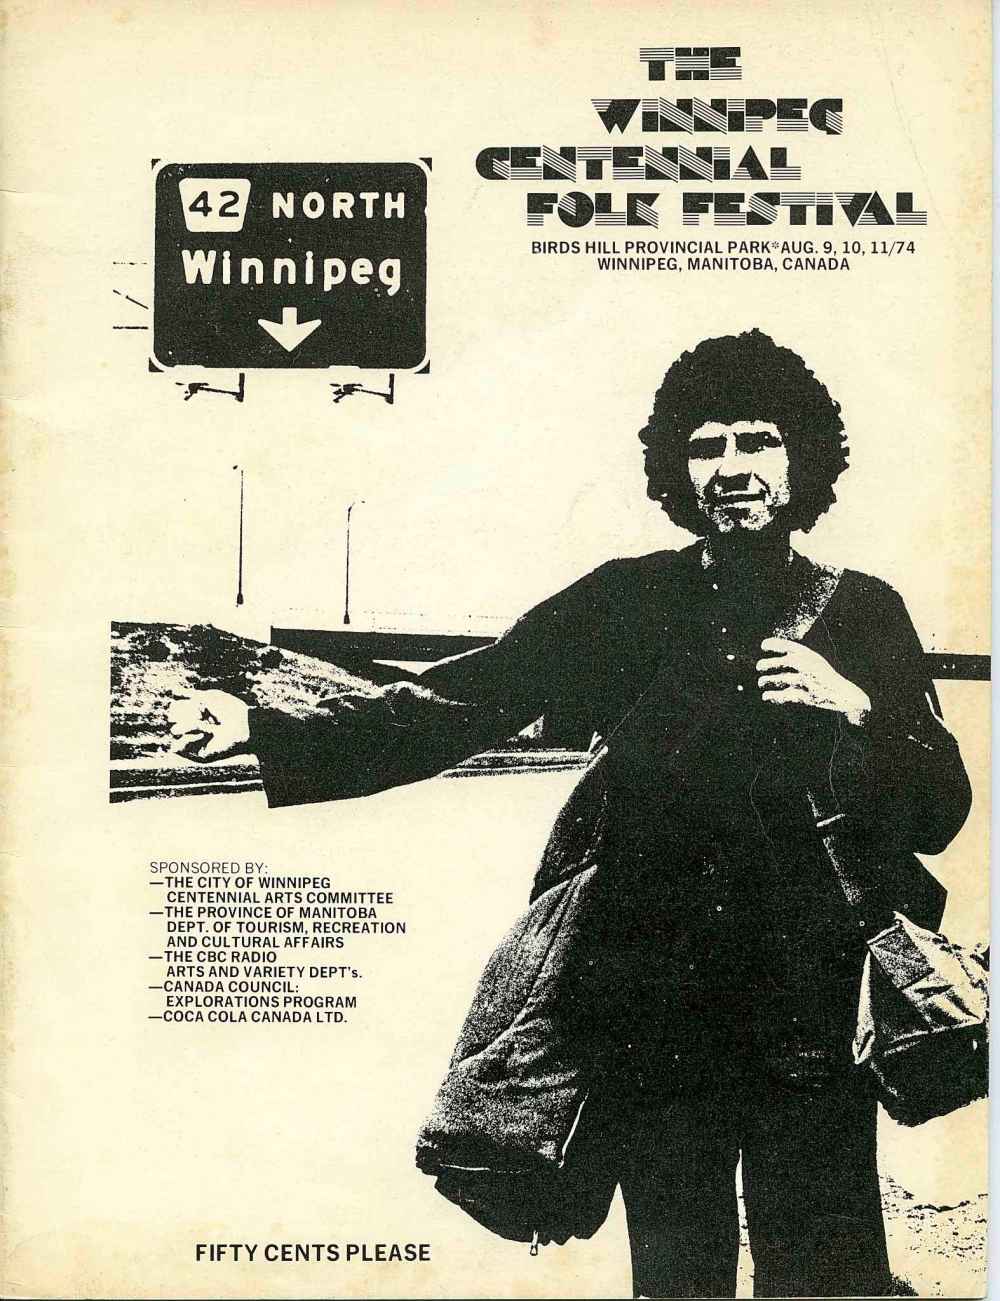 THE
WINNIPEG
CENTENNIAL
FOLK FESTIVAL
BIRDS HILL PROVINCIAL PARK*AUG. 9, 10, 11/74
WINNIPEG, MANITOBA, CANADA
42 NORTH
Winnipeg
SPONSORED BY:
—THE CITY OF WINNIPEG
CENTENNIAL ARTS COMMITTEE
—THE PROVINCE OF MANITOBA
DEPT. OF TOURISM, RECREATION
AND CULTURAL AFFAIRS
—THE CBC RADIO
ARTS AND VARIETY DEPT's.
—CANADA COUNCIL:
EXPLORATIONS PROGRAM
—COCA COLA CANADA LTD.
FIFTY CENTS PLEASE